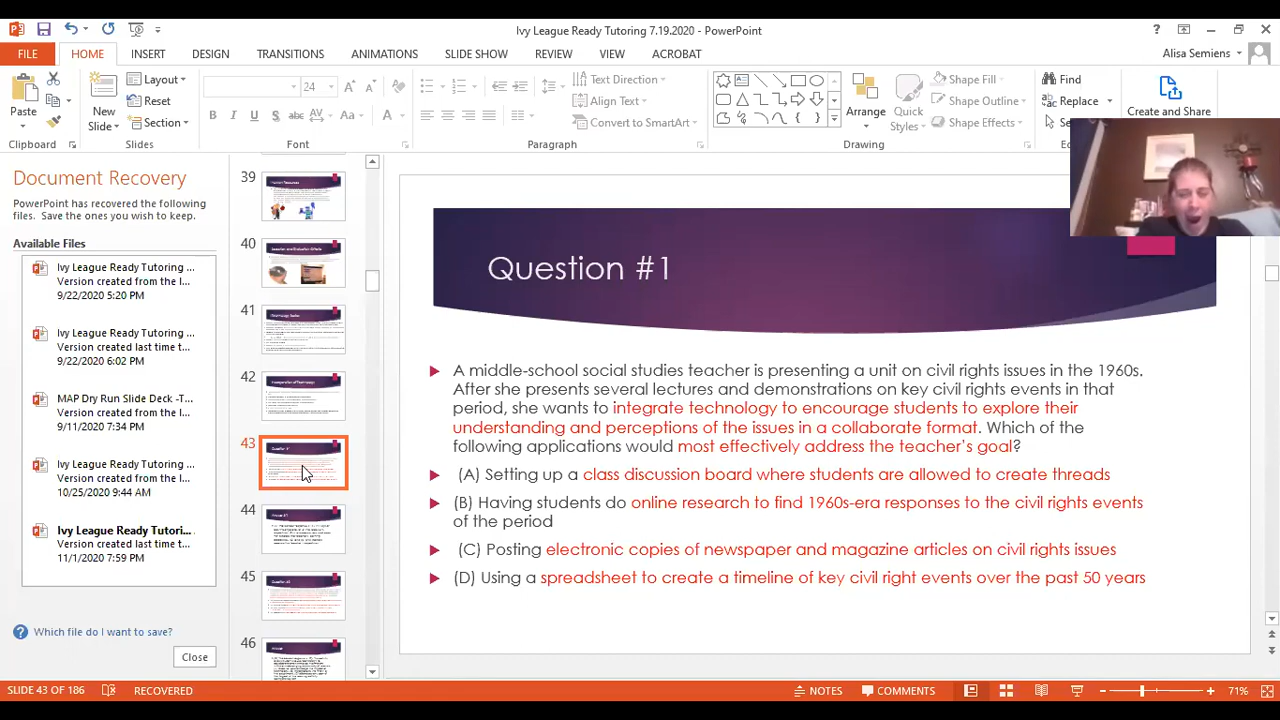 Ivy League Ready Tutoring 7.19.2020 - PowerPoint
FILE HOME INSERT DESIGN TRANSITIONS ANIMATIONS SLIDE SHOW REVIEW VIEW ACROBAT Alisa Semiens
Paste
New
Slide
Layout
Reset
Section
24
Text Direction
Align Text
Convert to SmartArt
Arrange
Quick
Styles
Shape Fill
Shape Outline
Shape Effects
Find
Replace
Create and Share
Clipboard Slides Font Paragraph Drawing
Document Recovery
PowerPoint has recovered the following
files. Save the ones you wish to keep.
Available Files
Ivy League Ready Tutoring ...
Version created from the l...
9/22/2020 5:20 PM
Ivy League Ready Tutoring ...
Version created last time t...
9/22/2020 6:02 PM
MAP Dry Run Slide Deck -T...
Version created from the l...
9/11/2020 7:34 PM
Ivy League Ready Tutoring ...
Version created from the l...
10/25/2020 9:44 AM
Ivy League Ready Tutori...
Version created last time t...
11/1/2020 7:59 PM
Which file do I want to save?
Close
39
40
41
42
43
44
45
46
Question #1
A middle-school social studies teacher is presenting a unit on civil rights issues in the 1960s.
After she presents several lectures and demonstrations on key civil rights events in that
period, she wants to integrate technology to encourage students to explore their
understanding and perceptions of the issues in a collaborate format. Which of the
following applications would most effectively address the teacher's goal?
A) Setting up a class discussion board where students are allowed to create threads
(B) Having students do online research to find 1960s-era responses to the civil rights events
of the period
(C) Posting electronic copies of newspaper and magazine articles on civil rights issues
(D) Using a spreadsheet to create a timeline of key civil right events over the past 50 years
SLIDE 43 OF 186 RECOVERED NOTES COMMENTS 71%